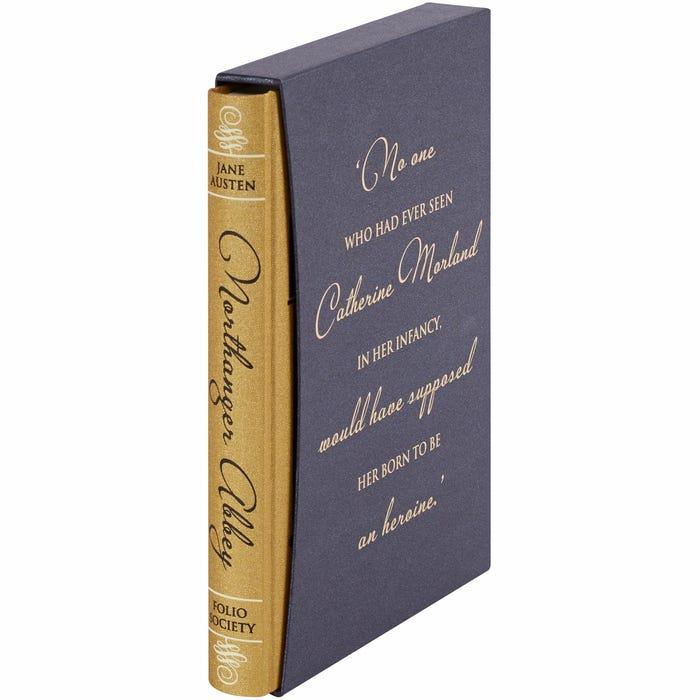 JANE
AUSTEN
Northanger Abbey
FOLIO
SOCIETY
‘No one
WHO HAD EVER SEEN
Catherine Morland
IN HER INFANCY,
would have supposed
HER BORN TO BE
an heroine.’